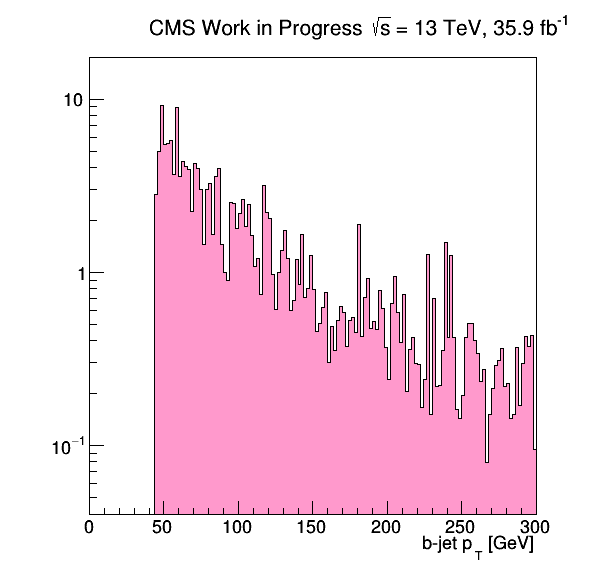 CMS Work in Progress √s = 13 TeV, 35.9 fb⁻¹
10
1
10⁻¹
0 50 100 150 200 250 300
b-jet p_T [GeV]